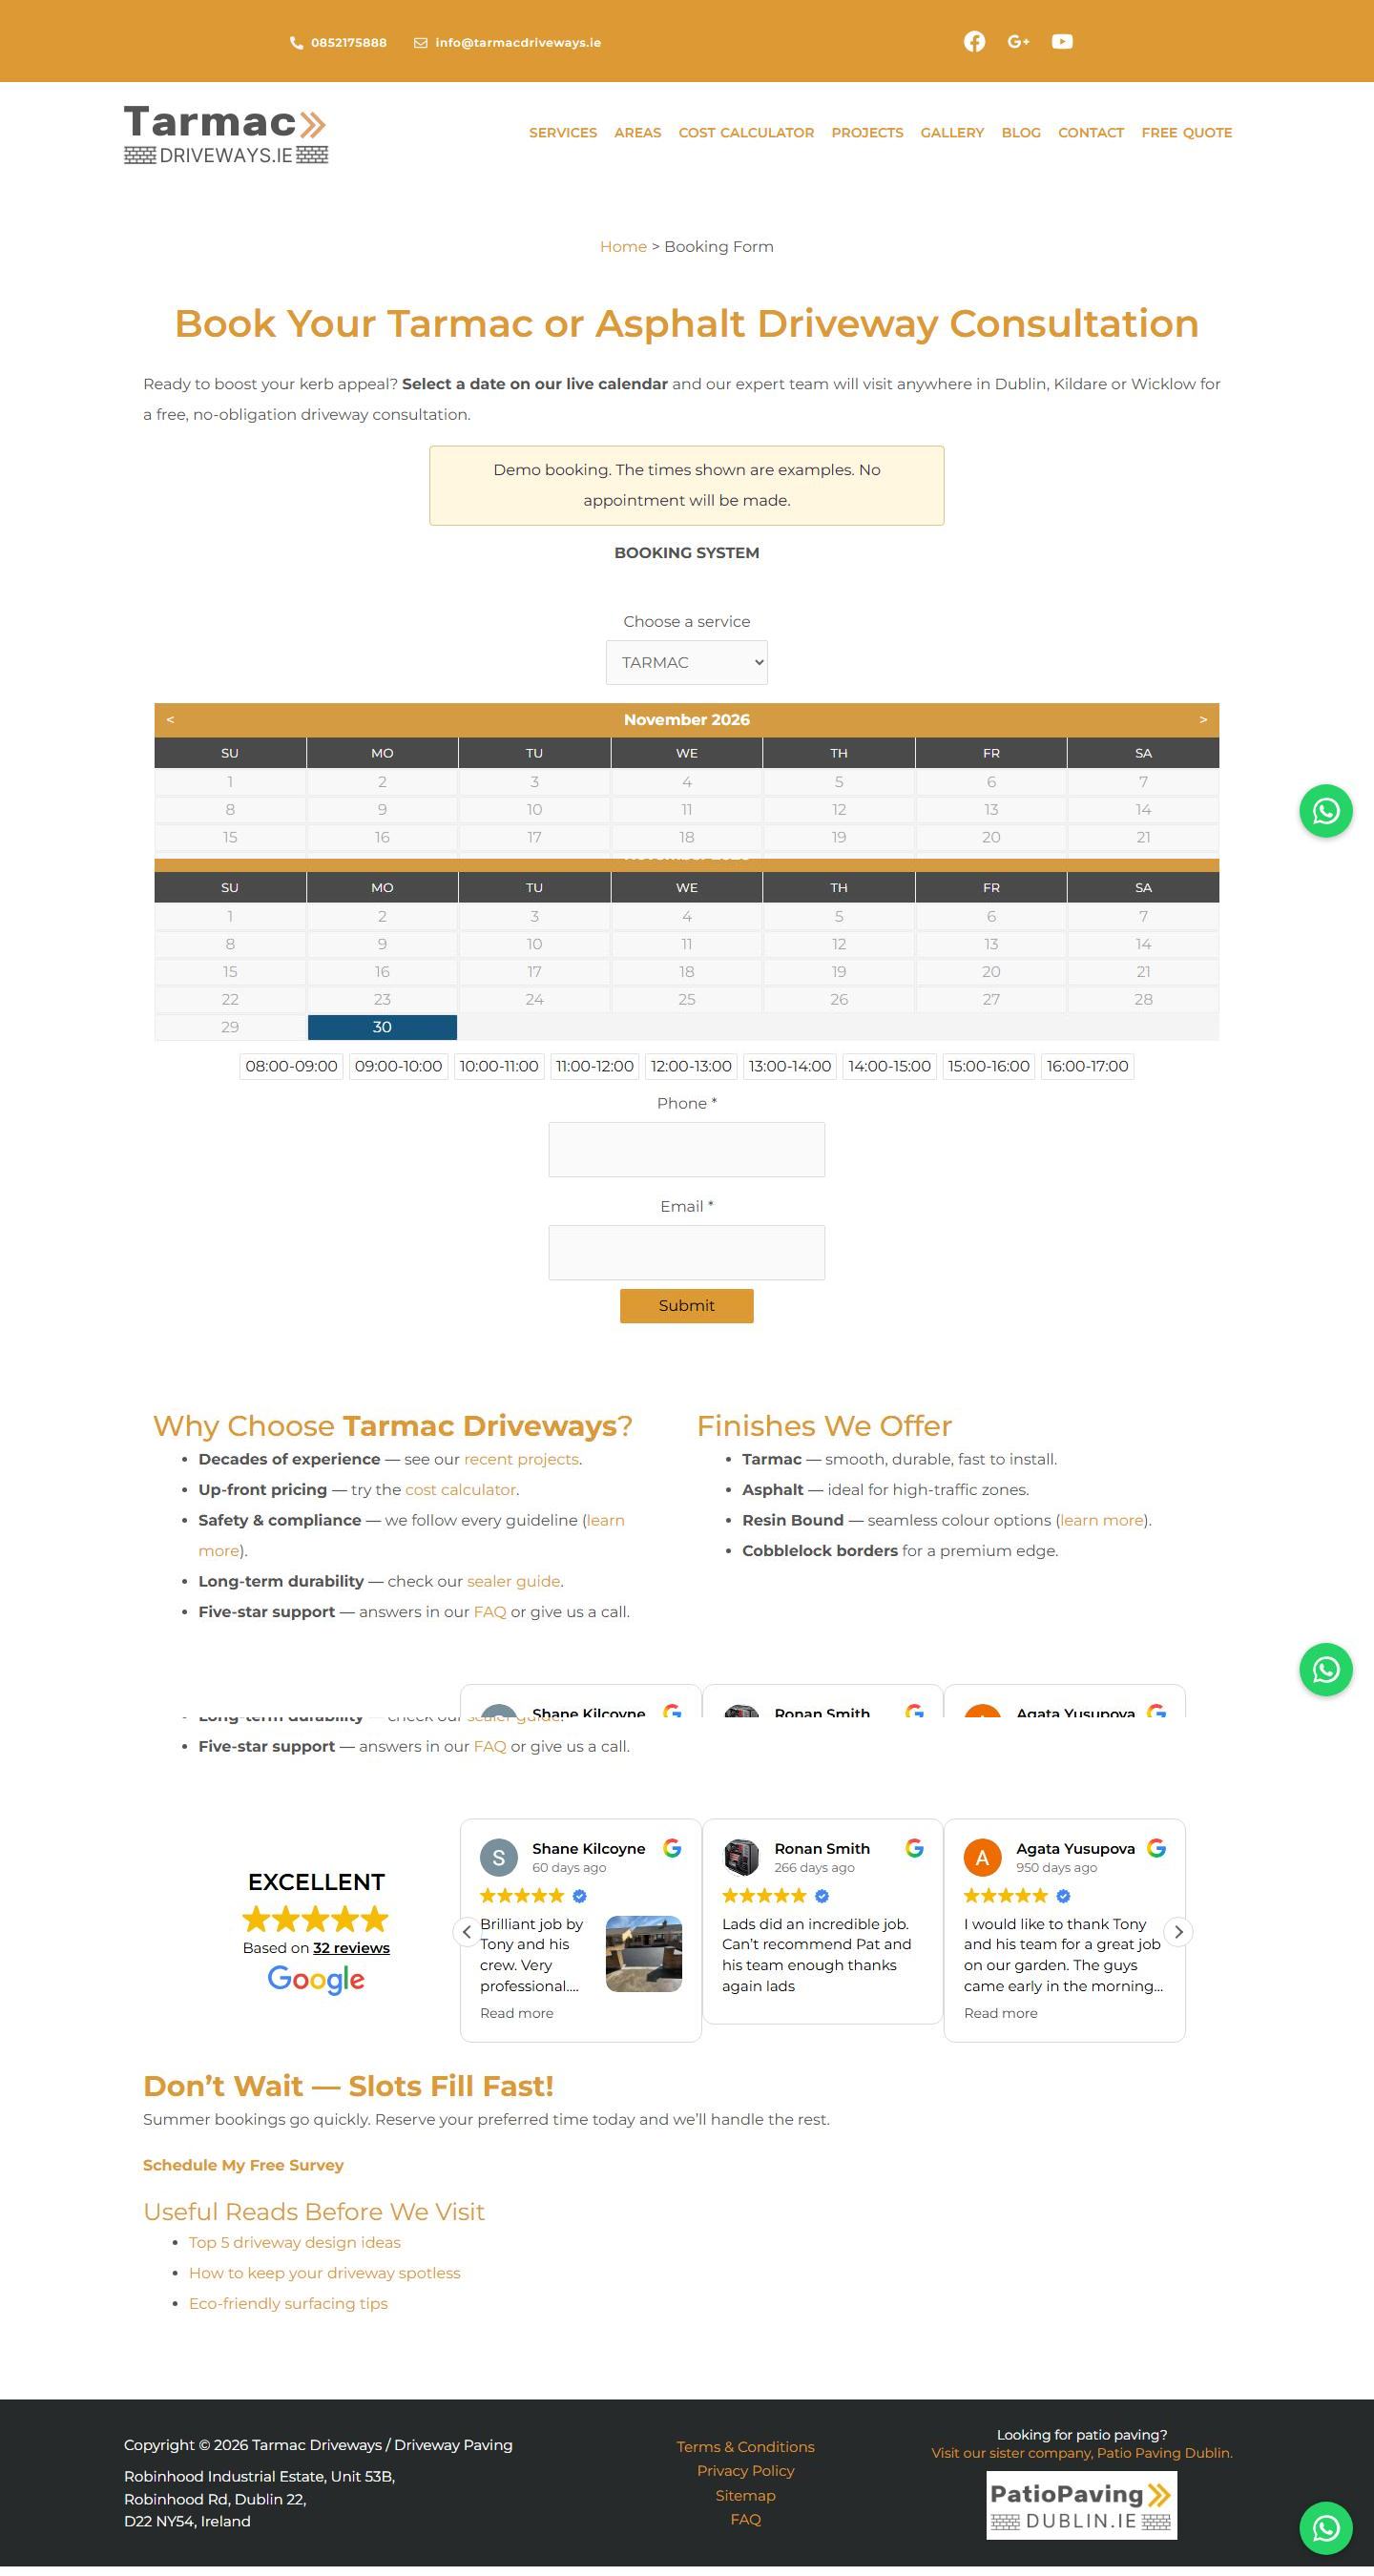 0852175888 info@tarmacdriveways.ie
Tarmac
DRIVEWAYS.IE
SERVICES AREAS COST CALCULATOR PROJECTS GALLERY BLOG CONTACT FREE QUOTE
Home > Booking Form
Book Your Tarmac or Asphalt Driveway Consultation
Ready to boost your kerb appeal? Select a date on our live calendar and our expert team will visit anywhere in Dublin, Kildare or Wicklow for
a free, no-obligation driveway consultation.
Demo booking. The times shown are examples. No
appointment will be made.
BOOKING SYSTEM
Choose a service
TARMAC
< November 2026 >
SU MO TU WE TH FR SA
1 2 3 4 5 6 7
8 9 10 11 12 13 14
15 16 17 18 19 20 21
SU MO TU WE TH FR SA
1 2 3 4 5 6 7
8 9 10 11 12 13 14
15 16 17 18 19 20 21
22 23 24 25 26 27 28
29 30
08:00-09:00 09:00-10:00 10:00-11:00 11:00-12:00 12:00-13:00 13:00-14:00 14:00-15:00 15:00-16:00 16:00-17:00
Phone *
Email *
Submit
Why Choose Tarmac Driveways?
Decades of experience — see our recent projects.
Up-front pricing — try the cost calculator.
Safety & compliance — we follow every guideline (learn
more).
Long-term durability — check our sealer guide.
Five-star support — answers in our FAQ or give us a call.
Finishes We Offer
Tarmac — smooth, durable, fast to install.
Asphalt — ideal for high-traffic zones.
Resin Bound — seamless colour options (learn more).
Cobblelock borders for a premium edge.
Shane Kilcoyne Ronan Smith Agata Yusupova
Long-term durability — check our sealer guide.
Five-star support — answers in our FAQ or give us a call.
EXCELLENT
Based on 32 reviews
Google
S
Shane Kilcoyne
60 days ago
Brilliant job by
Tony and his
crew. Very
professional....
Read more
Ronan Smith
266 days ago
Lads did an incredible job.
Can't recommend Pat and
his team enough thanks
again lads
A
Agata Yusupova
950 days ago
I would like to thank Tony
and his team for a great job
on our garden. The guys
came early in the morning...
Read more
Don't Wait — Slots Fill Fast!
Summer bookings go quickly. Reserve your preferred time today and we'll handle the rest.
Schedule My Free Survey
Useful Reads Before We Visit
Top 5 driveway design ideas
How to keep your driveway spotless
Eco-friendly surfacing tips
Copyright © 2026 Tarmac Driveways / Driveway Paving
Robinhood Industrial Estate, Unit 53B,
Robinhood Rd, Dublin 22,
D22 NY54, Ireland
Terms & Conditions
Privacy Policy
Sitemap
FAQ
Looking for patio paving?
Visit our sister company, Patio Paving Dublin.
PatioPaving
DUBLIN.IE